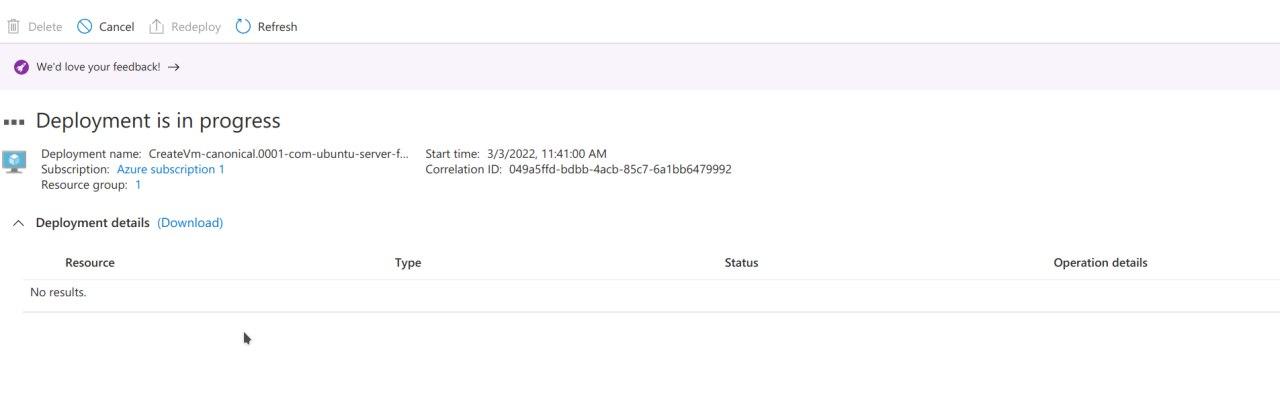 Delete Cancel Redeploy Refresh
We'd love your feedback! →
Deployment is in progress
Deployment name: CreateVm-canonical.0001-com-ubuntu-server-f... Start time: 3/3/2022, 11:41:00 AM
Subscription: Azure subscription 1 Correlation ID: 049a5ffd-bdbb-4acb-85c7-6a1bb6479992
Resource group: 1
Deployment details (Download)
Resource Type Status Operation details
No results.